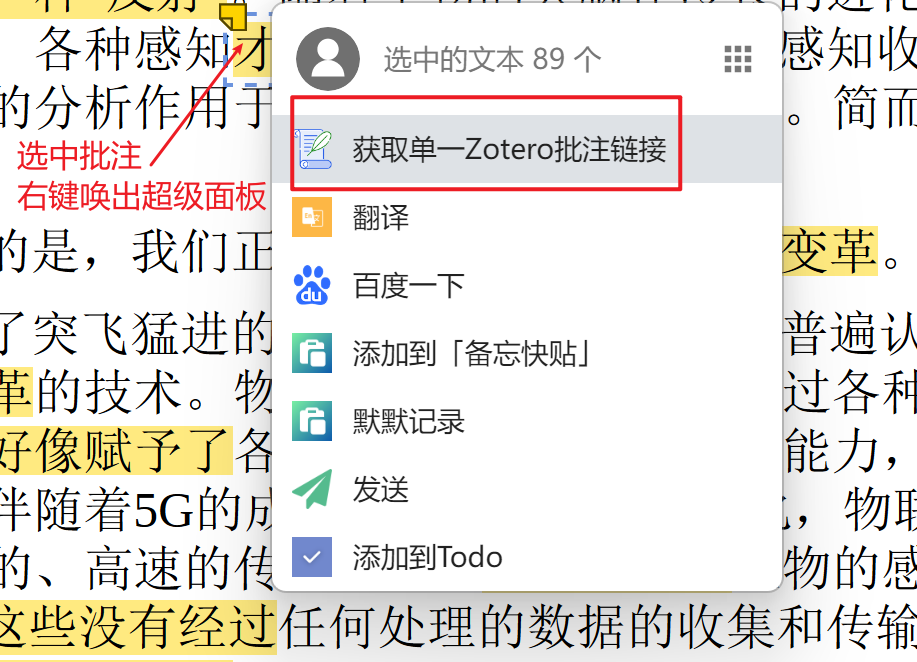 各种感知才
选中的文本 89 个
感知收
的分析作用于
。简而
选中批注
右键唤出超级面板
获取单一Zotero批注链接
翻译
的是，我们正
变革。
百度一下
du
了突飞猛进的
普遍认
添加到「备忘快贴」
革的技术。物
过各种
默默记录
好像赋予了各
能力，
发送
伴随着5G的成
，物联
添加到Todo
的、高速的传
物的感
这些没有经过任何处理的数据的收集和传输